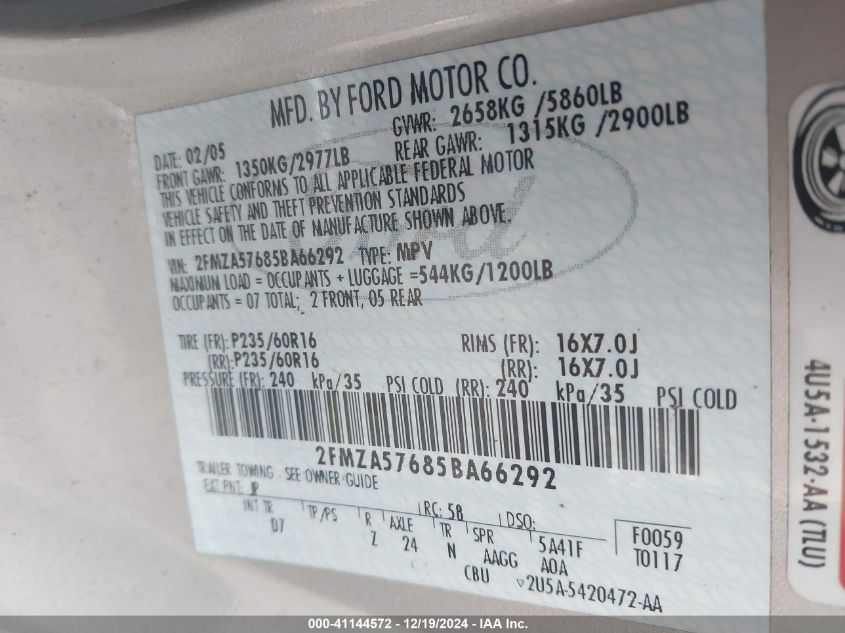 MFD. BY FORD MOTOR CO.
DATE: 02/05 GVWR: 2658KG /5860LB
FRONT GAWR: 1350KG/2977LB REAR GAWR: 1315KG /2900LB
THIS VEHICLE CONFORMS TO ALL APPLICABLE FEDERAL MOTOR
VEHICLE SAFETY AND THEFT PREVENTION STANDARDS
IN EFFECT ON THE DATE OF MANUFACTURE SHOWN ABOVE.
VIN: 2FMZA57685BA66292 TYPE: MPV
MAXIMUM LOAD = OCCUPANTS + LUGGAGE =544KG/1200LB
OCCUPANTS = 07 TOTAL; 2 FRONT, 05 REAR
TIRE (FR): P235/60R16 RIMS (FR): 16X7.0J
(RR): P235/60R16 (RR): 16X7.0J
PRESSURE (FR): 240 kPa/35 PSI COLD (RR): 240 kPa/35 PSI COLD
2FMZA57685BA66292
TRAILER TOWING - SEE OWNER GUIDE
EXT PNT: JP RC: 58 DSO: F0059
INT TR TP/PS R AXLE TR SPR 5A41F T0117
D7 Z 24 N AAGG A0A
CBU ▽2U5A-5420472-AA
4U5A-1532-AA (TLU)
Ford
000-41144572 - 12/19/2024 - IAA Inc.